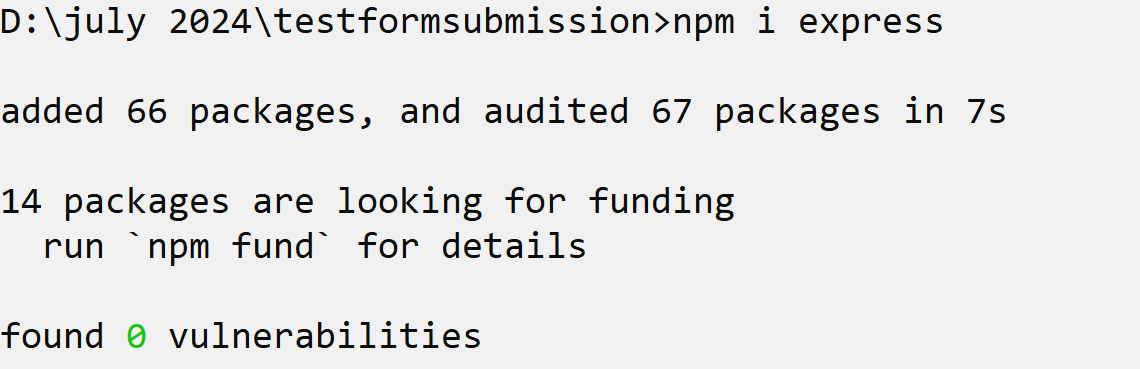 D:\july 2024\testformsubmission>npm i express
added 66 packages, and audited 67 packages in 7s
14 packages are looking for funding
  run `npm fund` for details
found 0 vulnerabilities